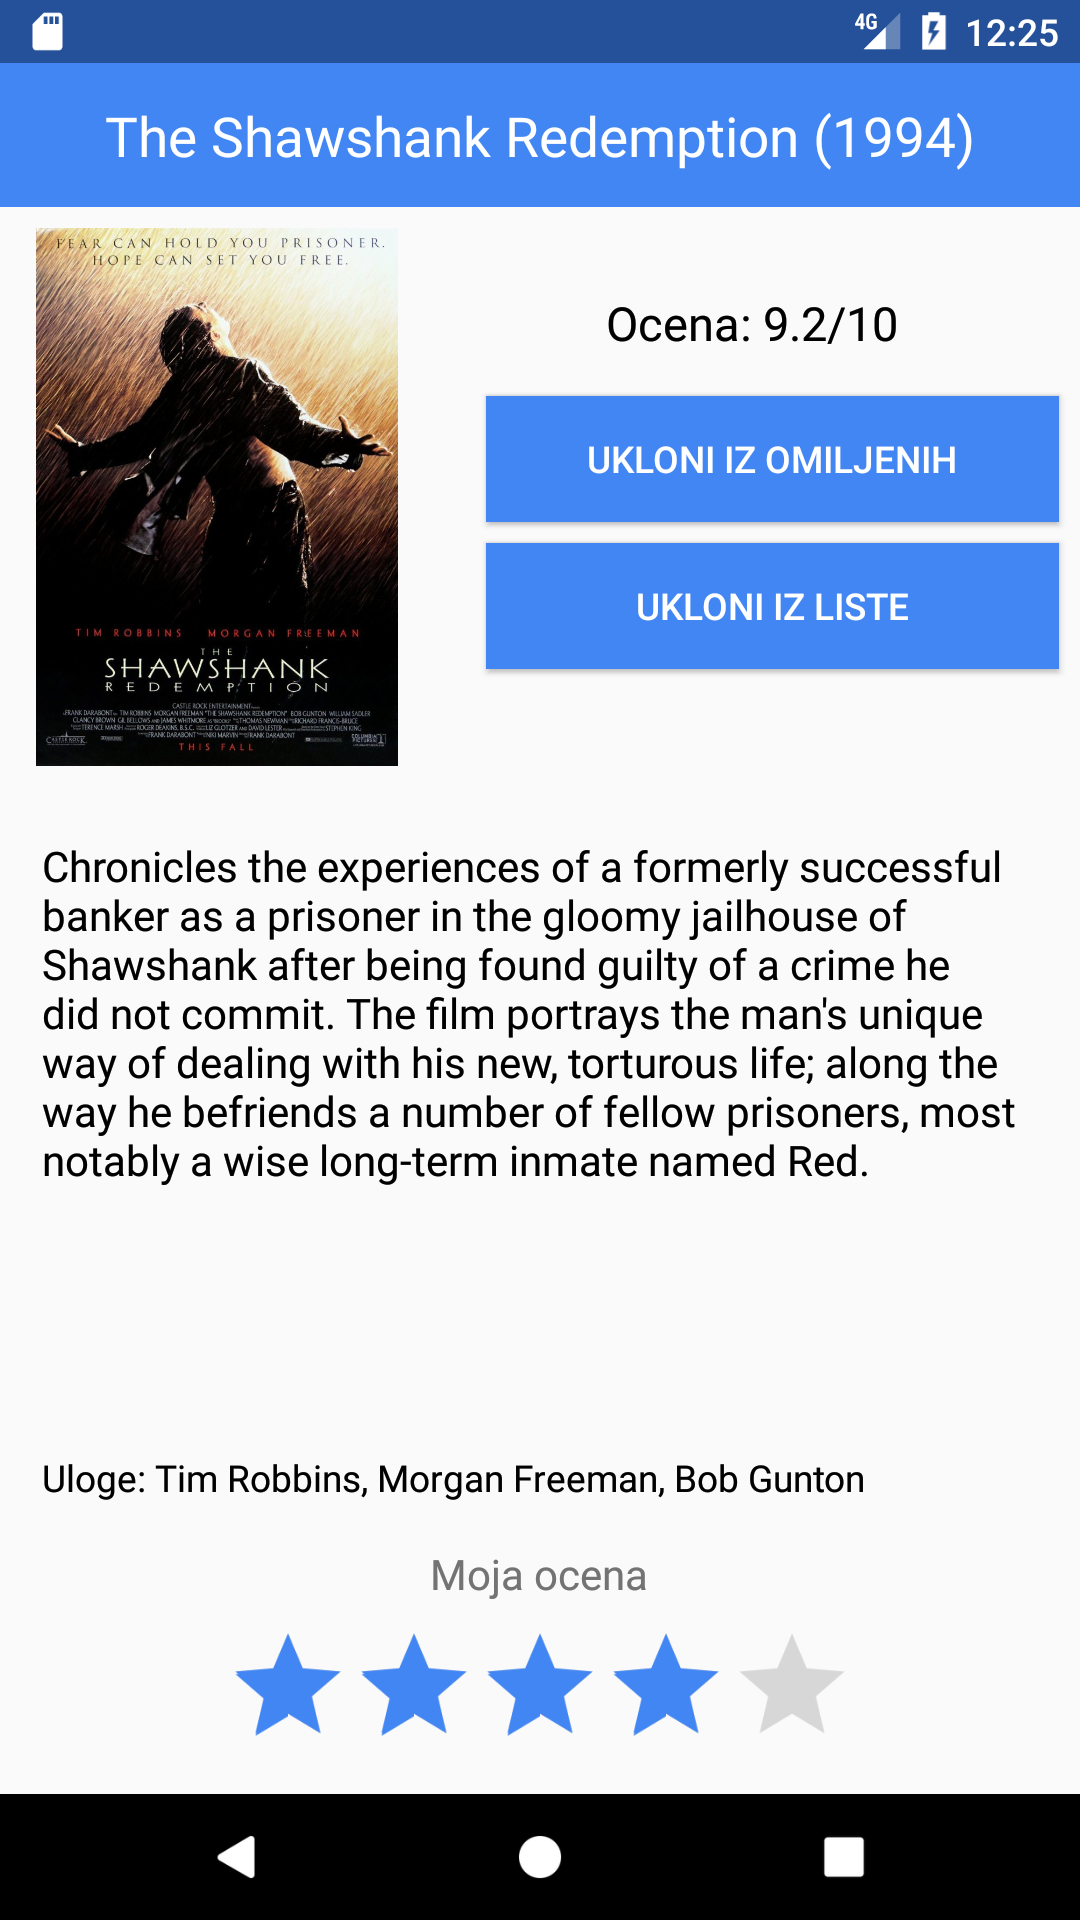 4G 12:25
The Shawshank Redemption (1994)
FEAR CAN HOLD YOU PRISONER.
HOPE CAN SET YOU FREE.
TIM ROBBINS MORGAN FREEMAN
THE
SHAWSHANK
REDEMPTION
CASTLE ROCK ENTERTAINMENT
THIS FALL
Ocena: 9.2/10
UKLONI IZ OMILJENIH
UKLONI IZ LISTE
Chronicles the experiences of a formerly successful
banker as a prisoner in the gloomy jailhouse of
Shawshank after being found guilty of a crime he
did not commit. The film portrays the man's unique
way of dealing with his new, torturous life; along the
way he befriends a number of fellow prisoners, most
notably a wise long-term inmate named Red.
Uloge: Tim Robbins, Morgan Freeman, Bob Gunton
Moja ocena